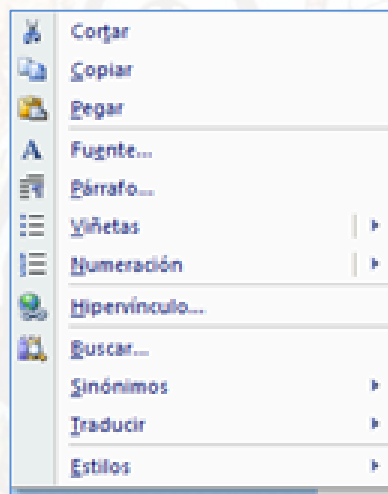 Cortar
Copiar
Pegar
Fuente...
Párrafo...
Viñetas
Numeración
Hipervínculo...
Buscar...
Sinónimos
Traducir
Estilos